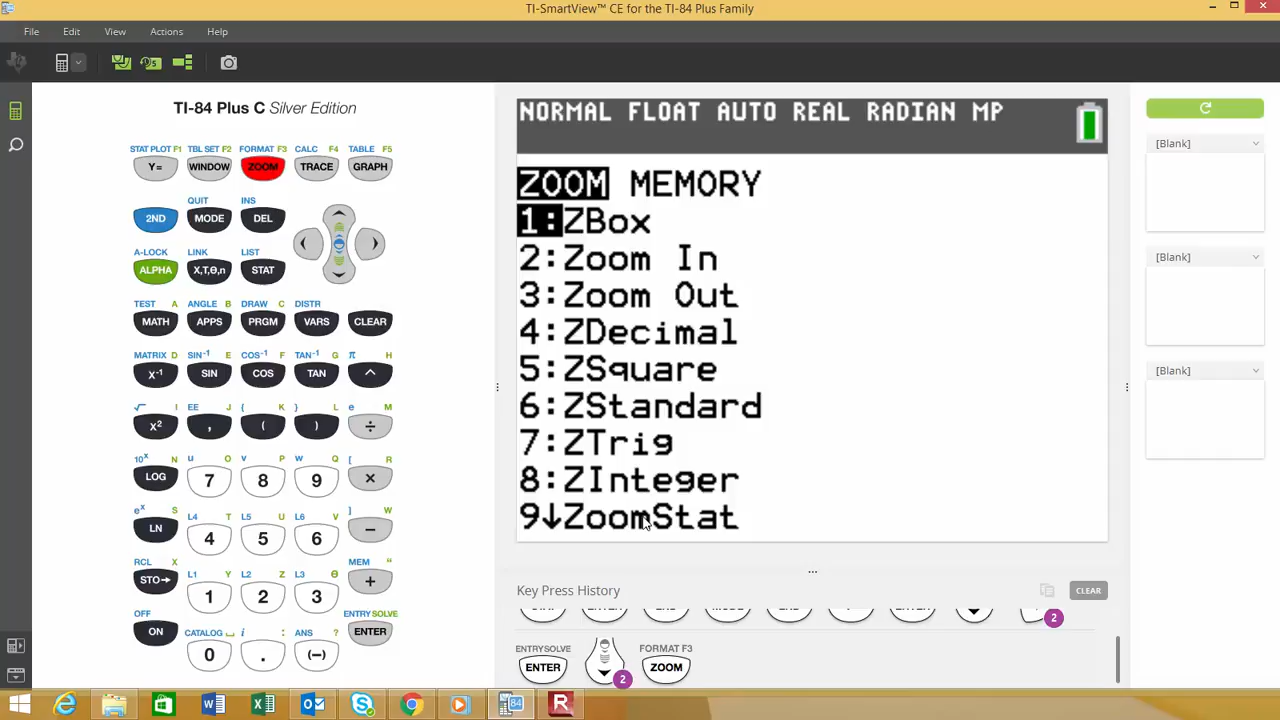 TI-SmartView™ CE for the TI-84 Plus Family
File Edit View Actions Help
TI-84 Plus C Silver Edition
STAT PLOT F1 TBL SET F2 FORMAT F3 CALC F4 TABLE F5
Y= WINDOW ZOOM TRACE GRAPH
QUIT INS
2ND MODE DEL
A-LOCK LINK LIST
ALPHA X,T,Θ,n STAT
TEST A ANGLE B DRAW C DISTR
MATH APPS PRGM VARS CLEAR
MATRIX D SIN-1 E COS-1 F TAN-1 G π H
X-1 SIN COS TAN ^
√ I EE J { K } L e M
x² , ( ) ÷
10ˣ N u O v P w Q [ R
LOG 7 8 9 ×
eˣ S L4 T L5 U L6 V ] W
LN 4 5 6 −
RCL X L1 Y L2 Z L3 Θ MEM "
STO→ 1 2 3 +
OFF CATALOG ⎵ i : ANS ? ENTRY SOLVE
ON 0 . (−) ENTER
NORMAL FLOAT AUTO REAL RADIAN MP
ZOOM MEMORY
1:ZBox
2:Zoom In
3:Zoom Out
4:ZDecimal
5:ZSquare
6:ZStandard
7:ZTrig
8:ZInteger
9↓ZoomStat
Key Press History
CLEAR
2
ENTRY SOLVE FORMAT F3
ENTER 2 ZOOM
[Blank]
[Blank]
[Blank]
84
R